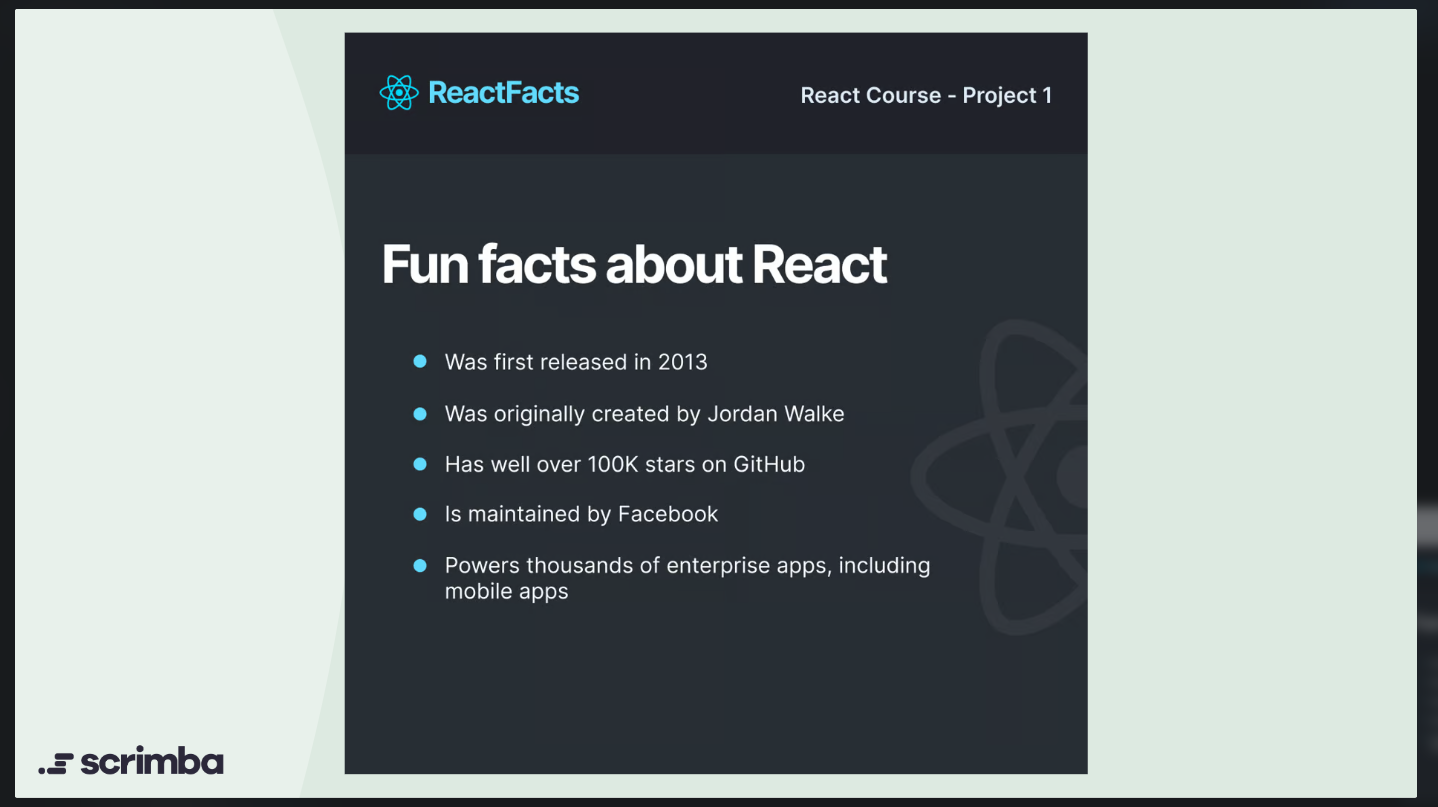 ReactFacts
React Course - Project 1
Fun facts about React
Was first released in 2013
Was originally created by Jordan Walke
Has well over 100K stars on GitHub
Is maintained by Facebook
Powers thousands of enterprise apps, including
mobile apps
scrimba